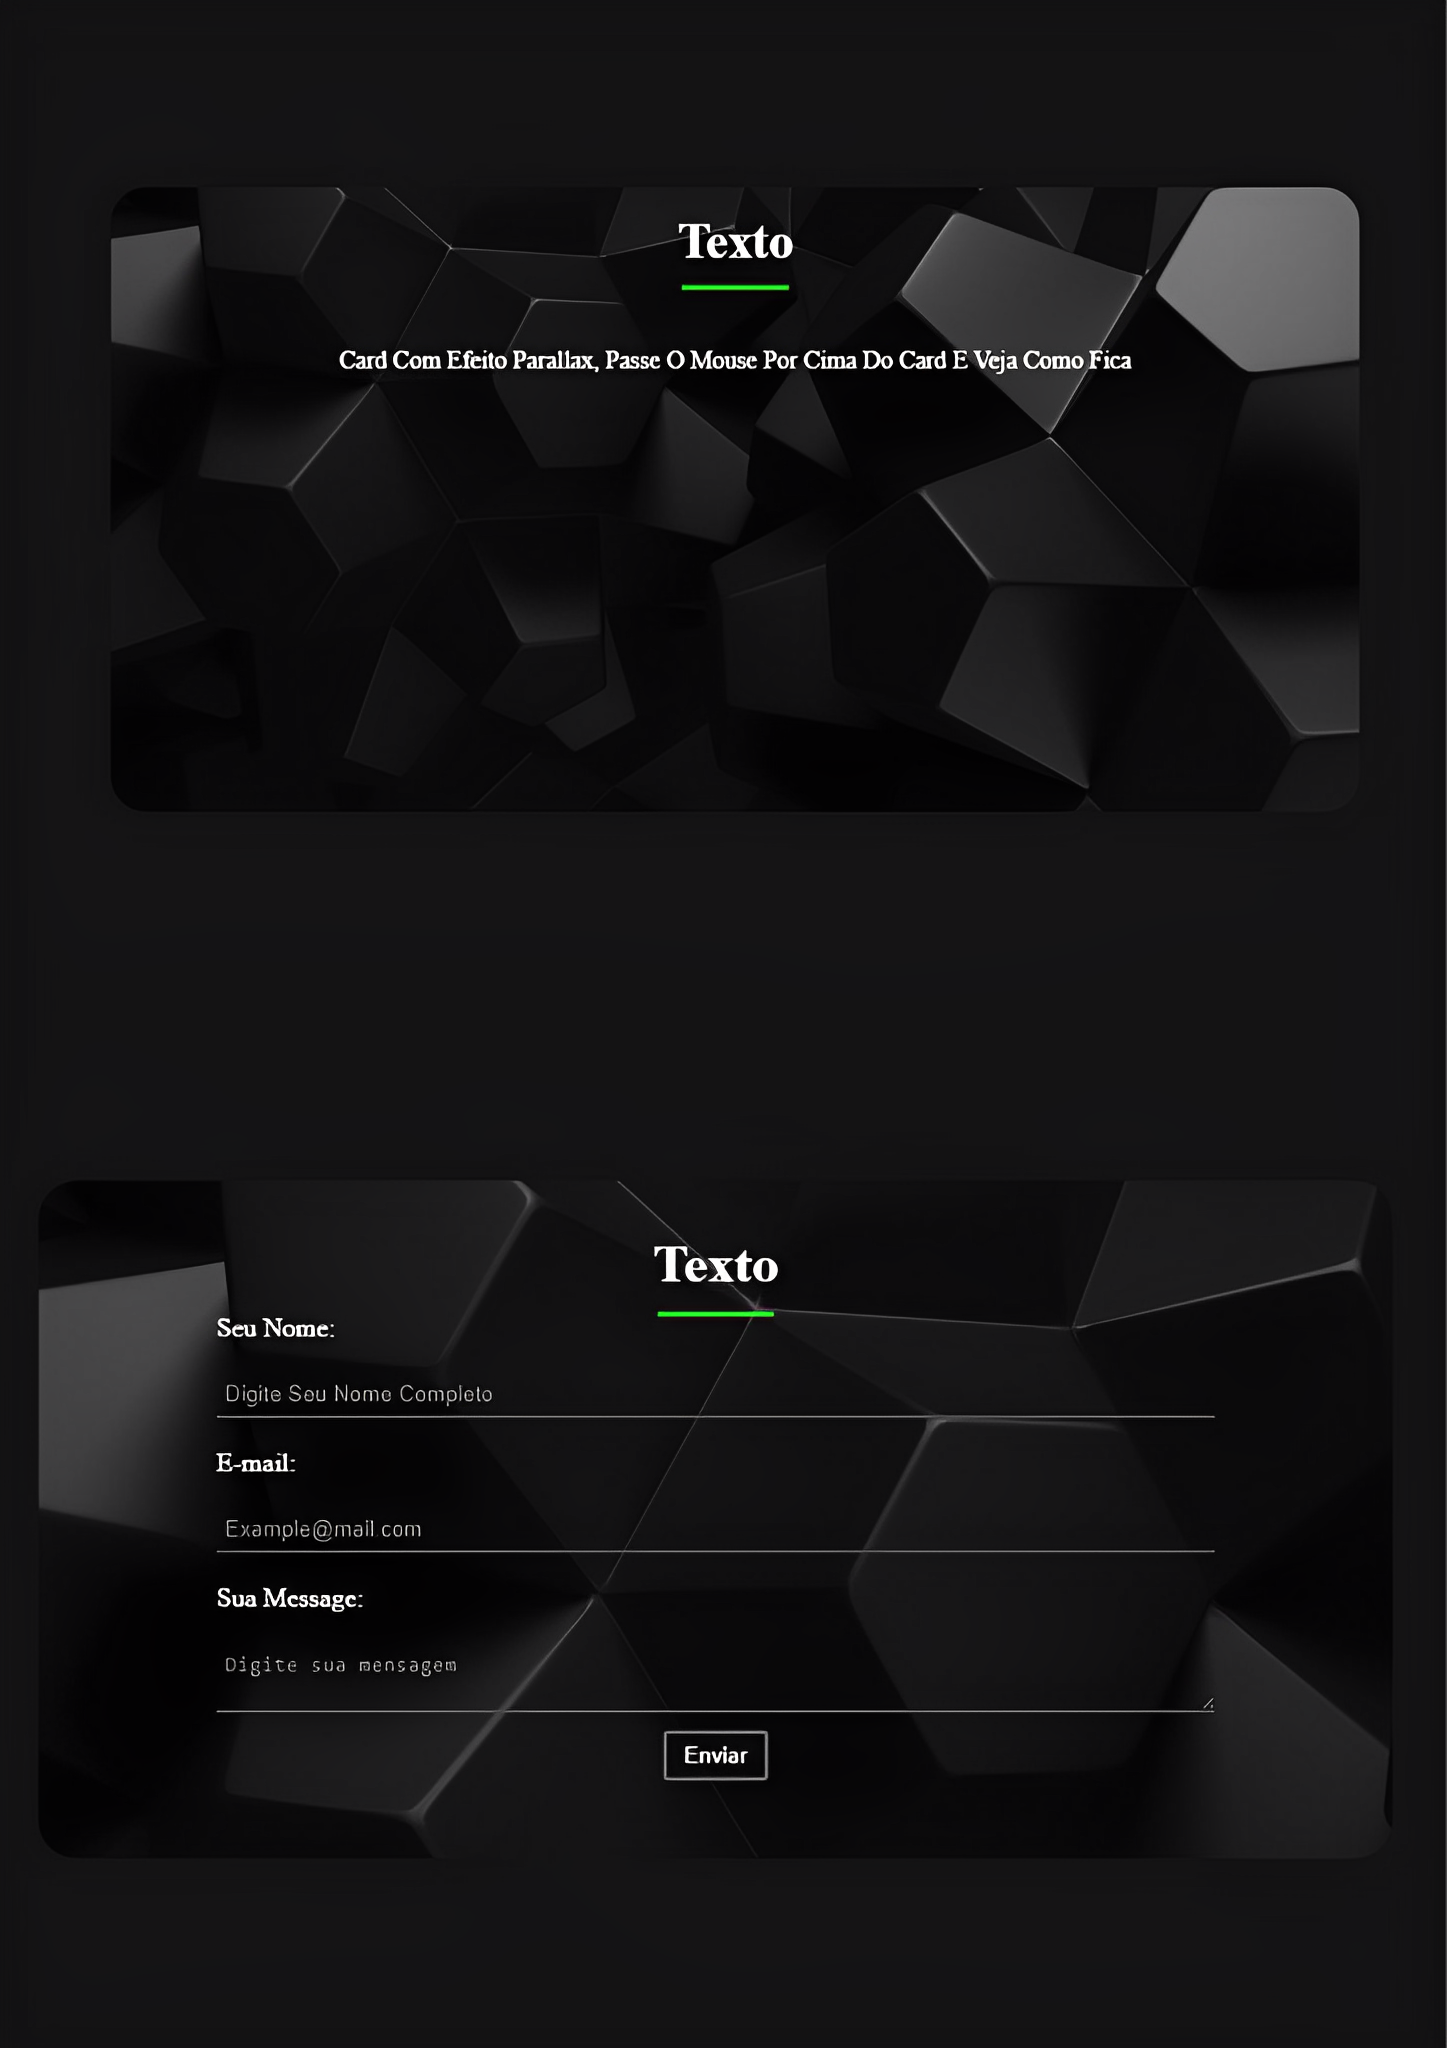 Texto
Card Com Efeito Parallax, Passe O Mouse Por Cima Do Card E Veja Como Fica
Texto
Seu Nome:
Digite Seu Nome Completo
E-mail:
Example@mail.com
Sua Message:
Digite sua mensagem
Enviar